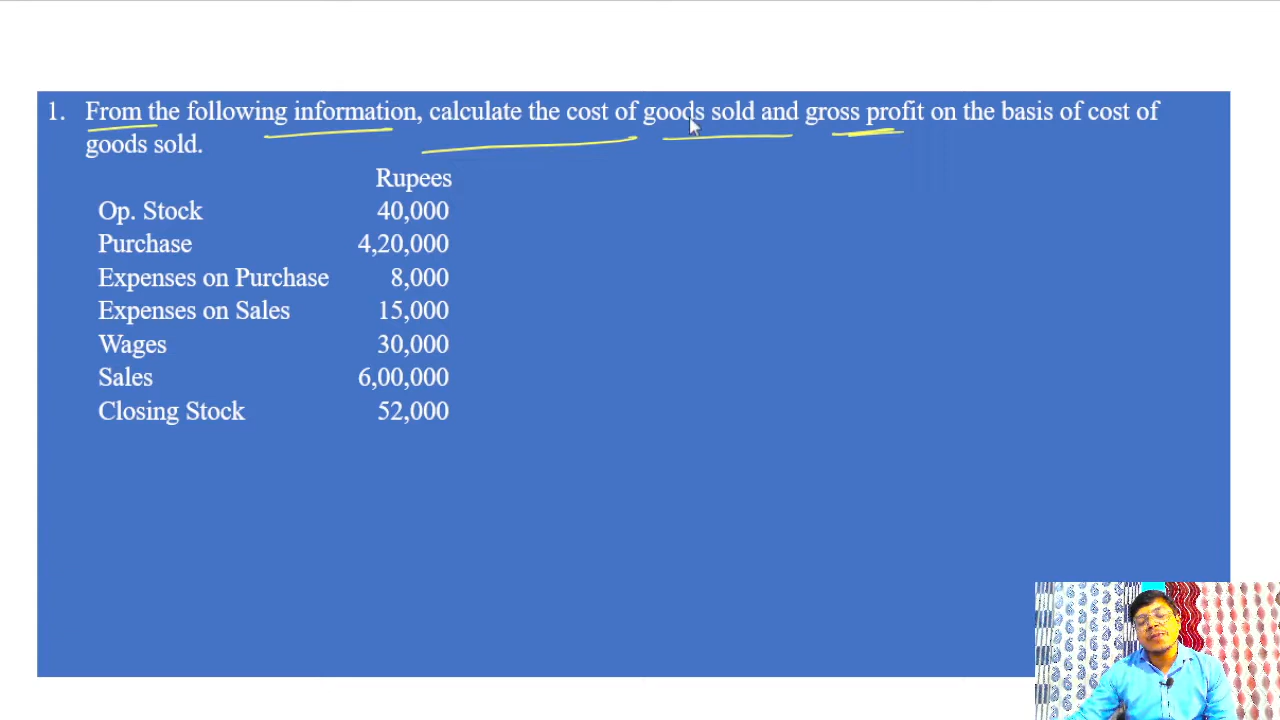 1. From the following information, calculate the cost of goods sold and gross profit on the basis of cost of
goods sold.
Rupees
Op. Stock 40,000
Purchase 4,20,000
Expenses on Purchase 8,000
Expenses on Sales 15,000
Wages 30,000
Sales 6,00,000
Closing Stock 52,000